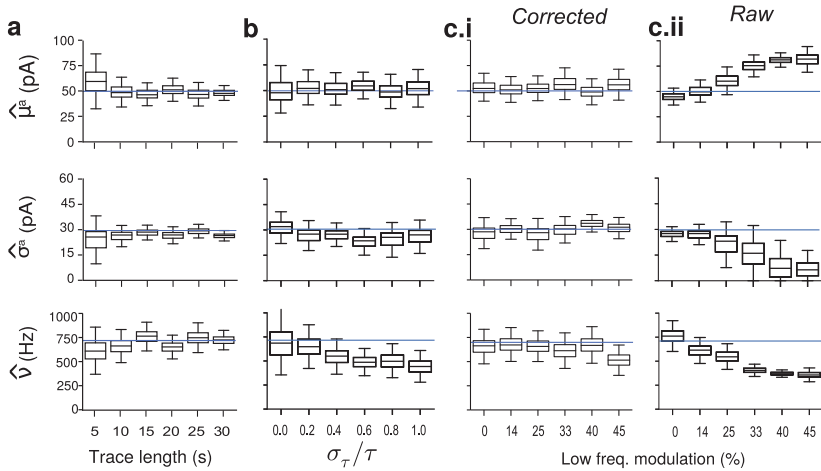 a b c.i Corrected c.ii Raw
μ̂ᵃ (pA)
100
75
50
25
0
σ̂ᵃ (pA)
60
30
15
0
ν̂ (Hz)
1000
750
500
250
0
5 10 15 20 25 30
0.0 0.2 0.4 0.6 0.8 1.0
0 14 25 33 40 45
0 14 25 33 40 45
Trace length (s)
σ_τ/τ
Low freq. modulation (%)